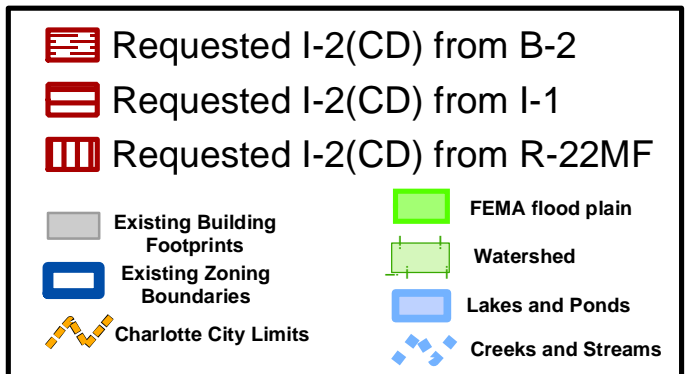 Requested I-2(CD) from B-2
Requested I-2(CD) from I-1
Requested I-2(CD) from R-22MF
Existing Building
Footprints
Existing Zoning
Boundaries
Charlotte City Limits
FEMA flood plain
Watershed
Lakes and Ponds
Creeks and Streams